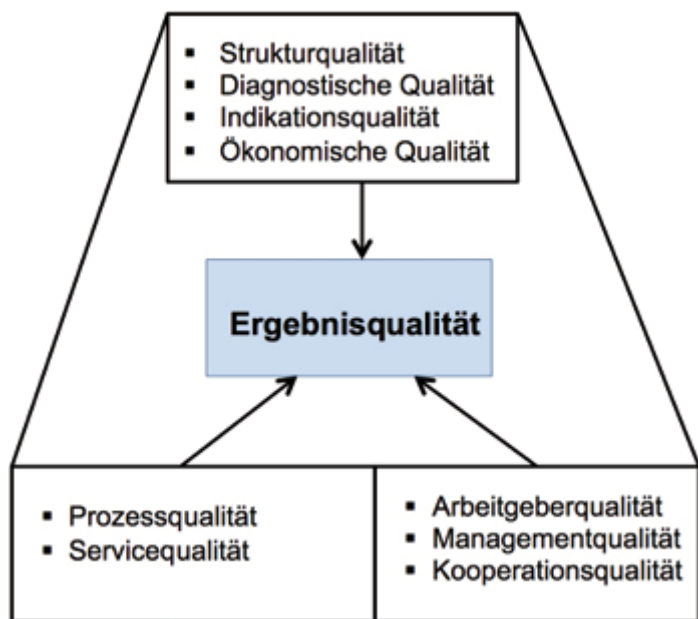 ▪ Strukturqualität
▪ Diagnostische Qualität
▪ Indikationsqualität
▪ Ökonomische Qualität
Ergebnisqualität
▪ Prozessqualität
▪ Servicequalität
▪ Arbeitgeberqualität
▪ Managementqualität
▪ Kooperationsqualität